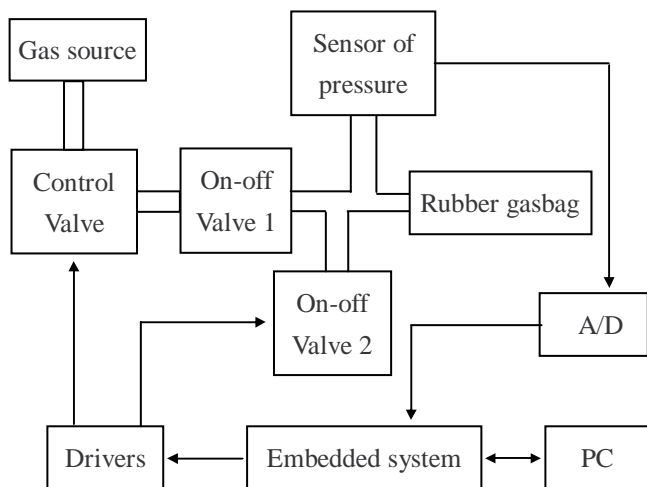 Gas source
Sensor of
pressure
Control
Valve
On-off
Valve 1
Rubber gasbag
On-off
Valve 2
A/D
Drivers
Embedded system
PC